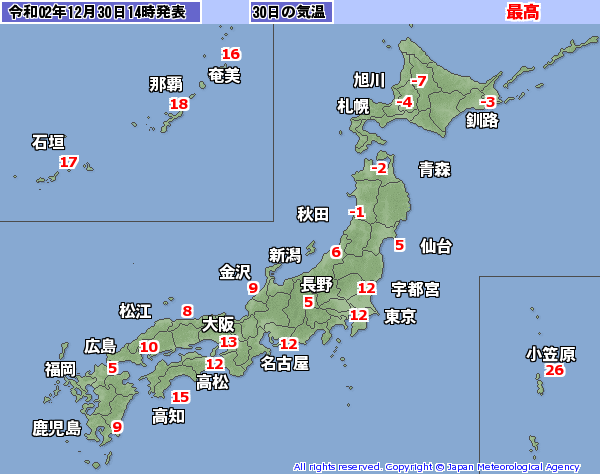 令和02年12月30日14時発表 30日の気温 最高
16
奄美
那覇
18
石垣
17
旭川
-7
札幌 -4
-3
釧路
青森
-2
秋田 -1
仙台
5
新潟
6
金沢
9
長野
5
宇都宮
12
東京
12
松江
8
大阪
13
広島
10
名古屋
12
福岡
5
高松
12
高知
15
鹿児島
9
小笠原
26
All rights reserved. Copyright © Japan Meteorological Agency